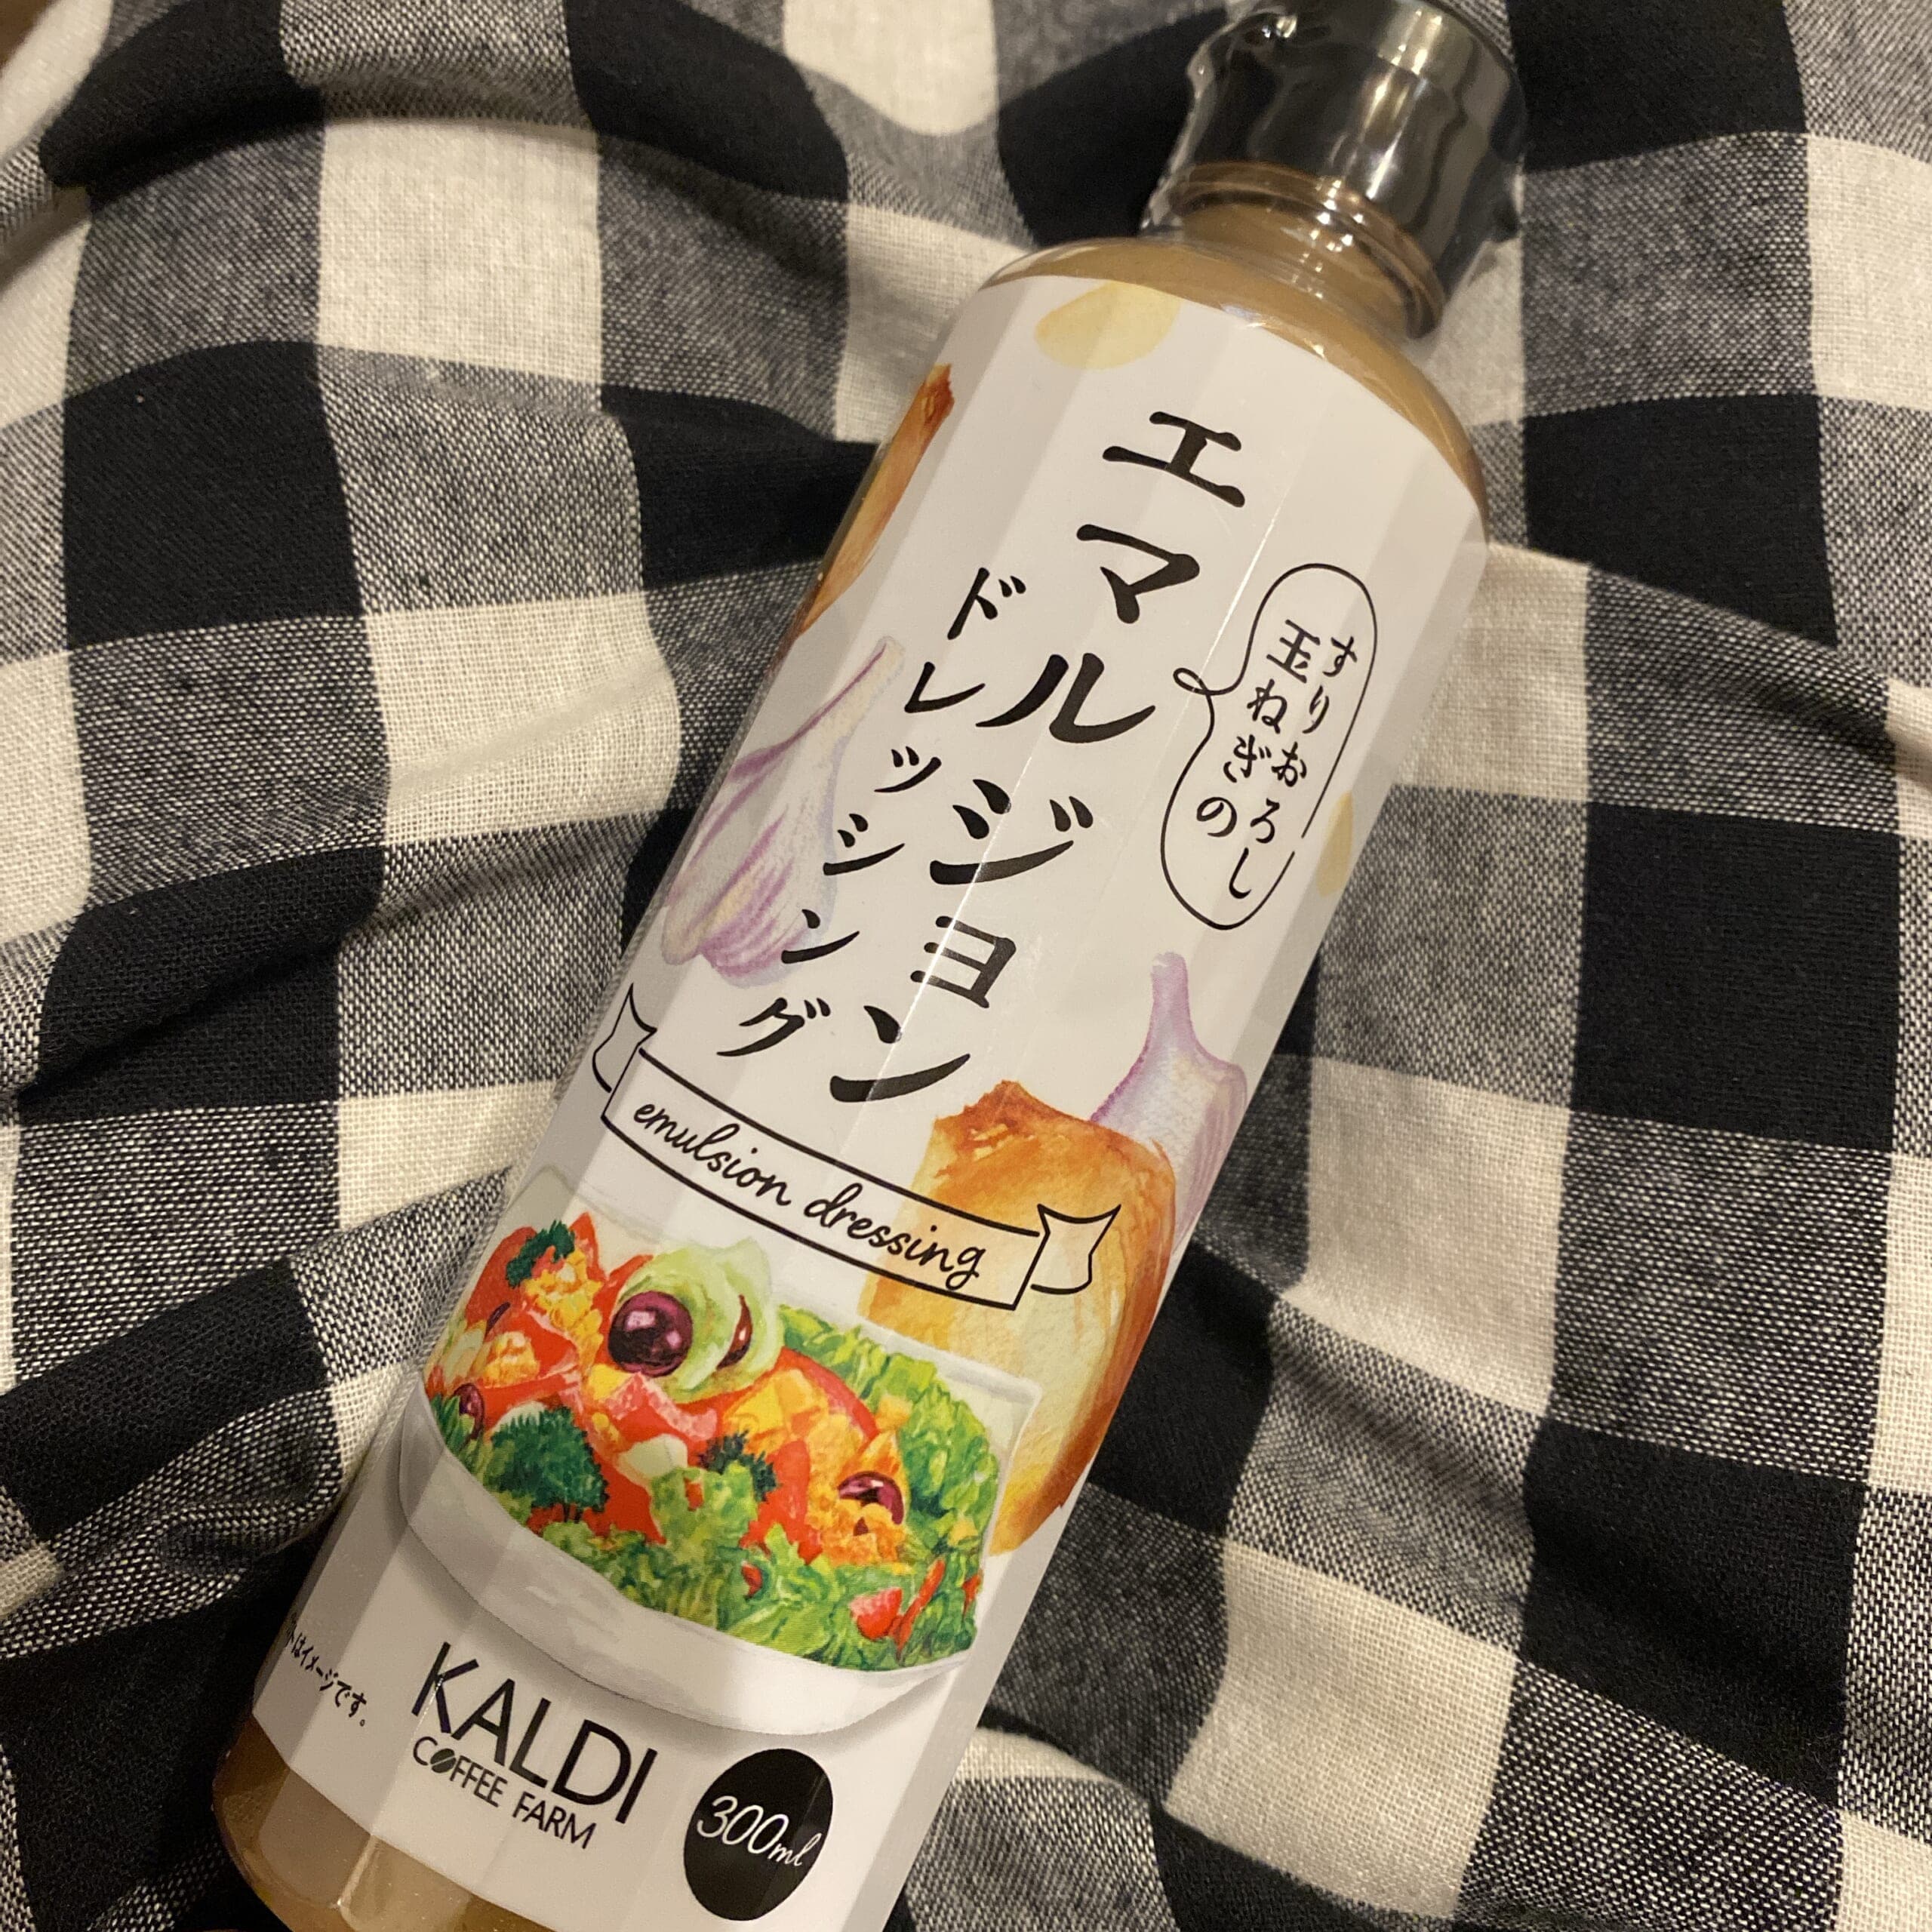 すりおろし
玉ねぎの
エマルジョン
ドレッシング
emulsion dressing
はイメージです。
KALDI
COFFEE FARM
300ml